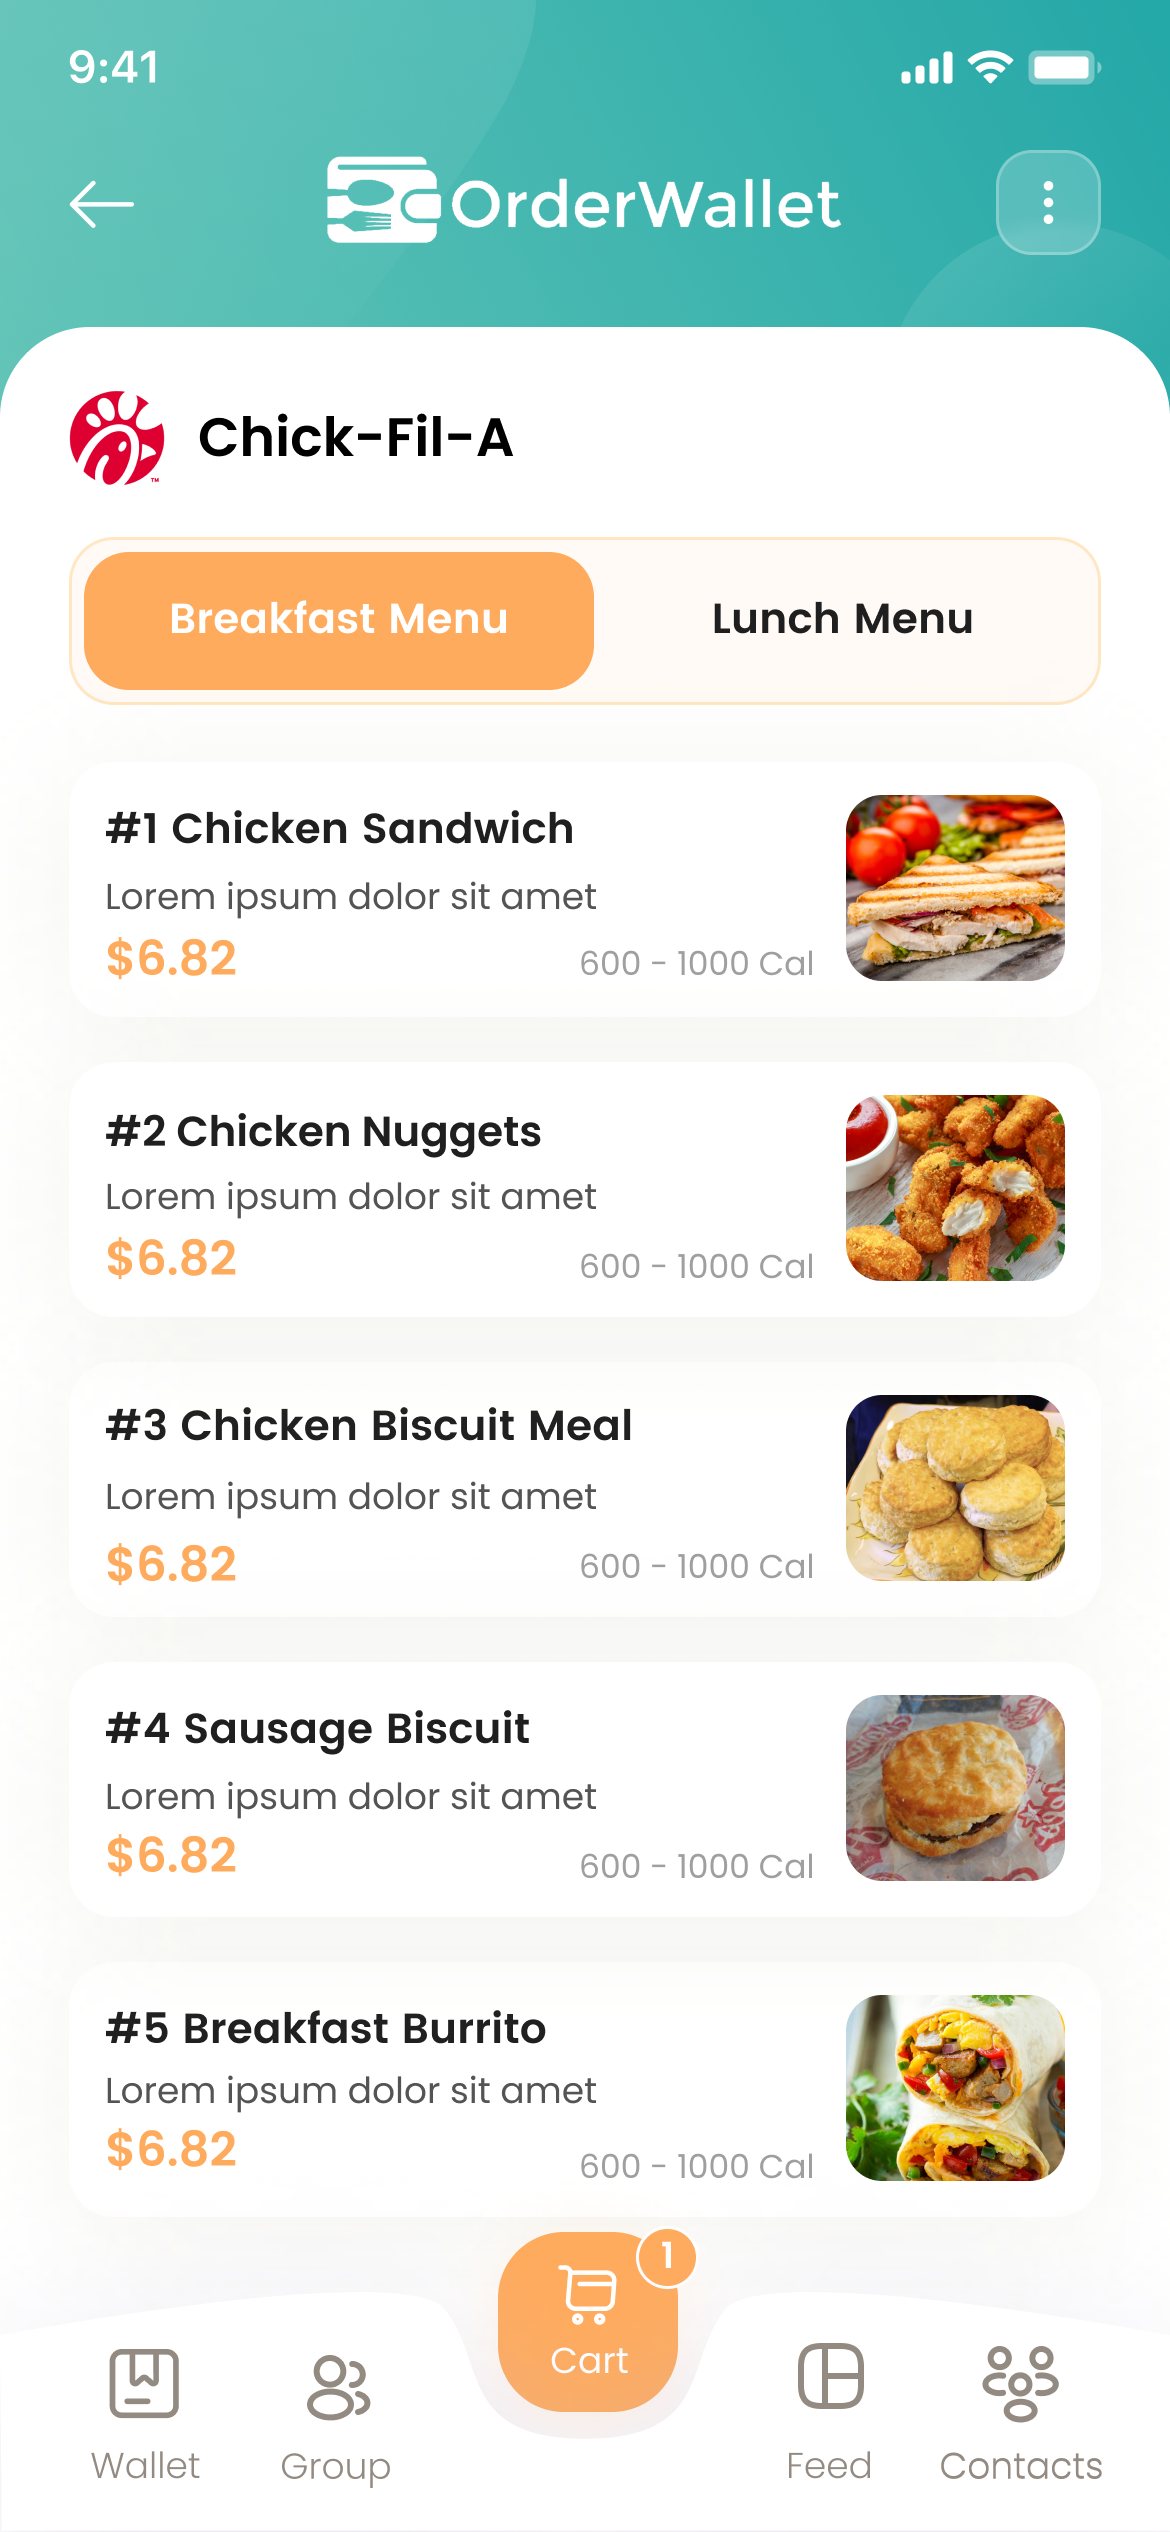 9:41
OrderWallet
Chick-Fil-A
TM
Breakfast Menu
Lunch Menu
#1 Chicken Sandwich
Lorem ipsum dolor sit amet
$6.82
600 - 1000 Cal
#2 Chicken Nuggets
Lorem ipsum dolor sit amet
$6.82
600 - 1000 Cal
#3 Chicken Biscuit Meal
Lorem ipsum dolor sit amet
$6.82
600 - 1000 Cal
#4 Sausage Biscuit
Lorem ipsum dolor sit amet
$6.82
600 - 1000 Cal
#5 Breakfast Burrito
Lorem ipsum dolor sit amet
$6.82
600 - 1000 Cal
1
Cart
Wallet
Group
Feed
Contacts